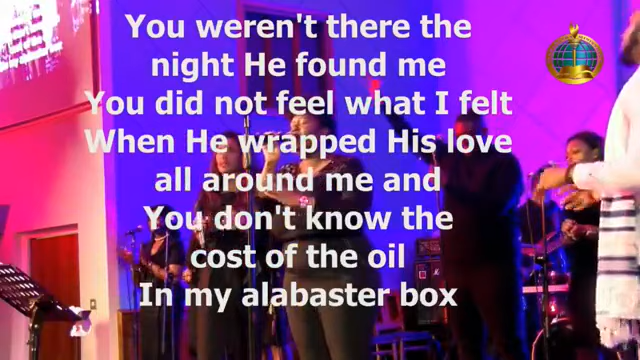 You weren't there the
night He found me
You did not feel what I felt
When He wrapped His love
all around me and
You don't know the
cost of the oil
In my alabaster box